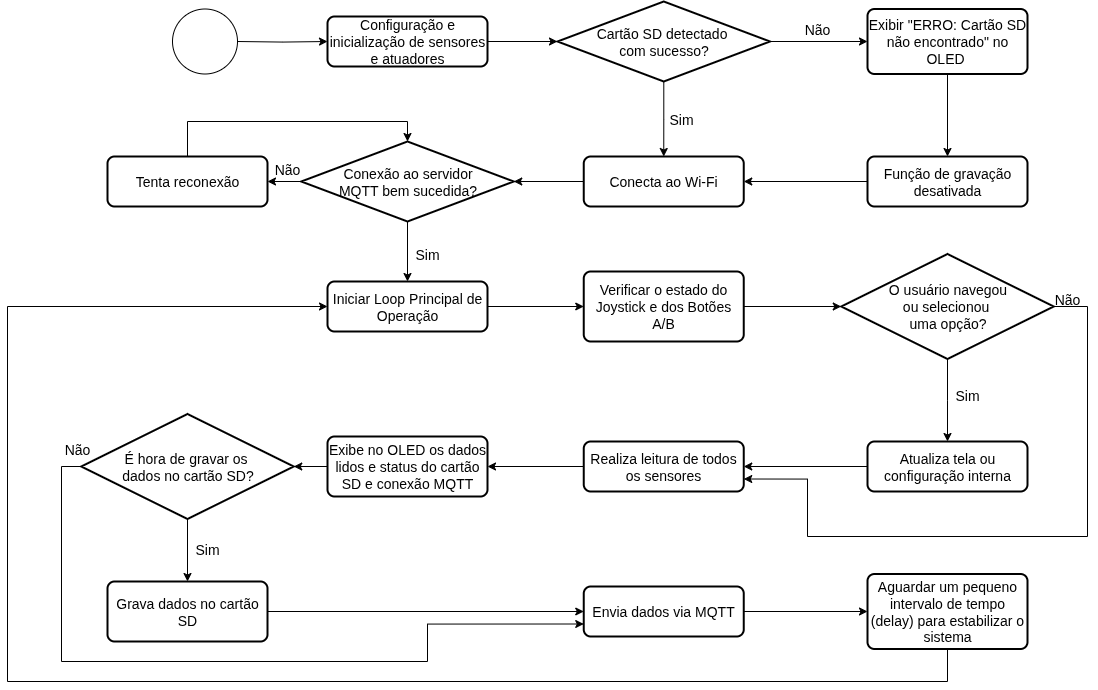 Configuração e
inicialização de sensores
e atuadores
Cartão SD detectado
com sucesso?
Não
Exibir "ERRO: Cartão SD
não encontrado" no
OLED
Sim
Função de gravação
desativada
Conecta ao Wi-Fi
Conexão ao servidor
MQTT bem sucedida?
Não
Tenta reconexão
Sim
Iniciar Loop Principal de
Operação
Verificar o estado do
Joystick e dos Botões
A/B
O usuário navegou
ou selecionou
uma opção?
Não
Sim
Atualiza tela ou
configuração interna
Realiza leitura de todos
os sensores
Exibe no OLED os dados
lidos e status do cartão
SD e conexão MQTT
É hora de gravar os
dados no cartão SD?
Não
Sim
Grava dados no cartão
SD
Envia dados via MQTT
Aguardar um pequeno
intervalo de tempo
(delay) para estabilizar o
sistema